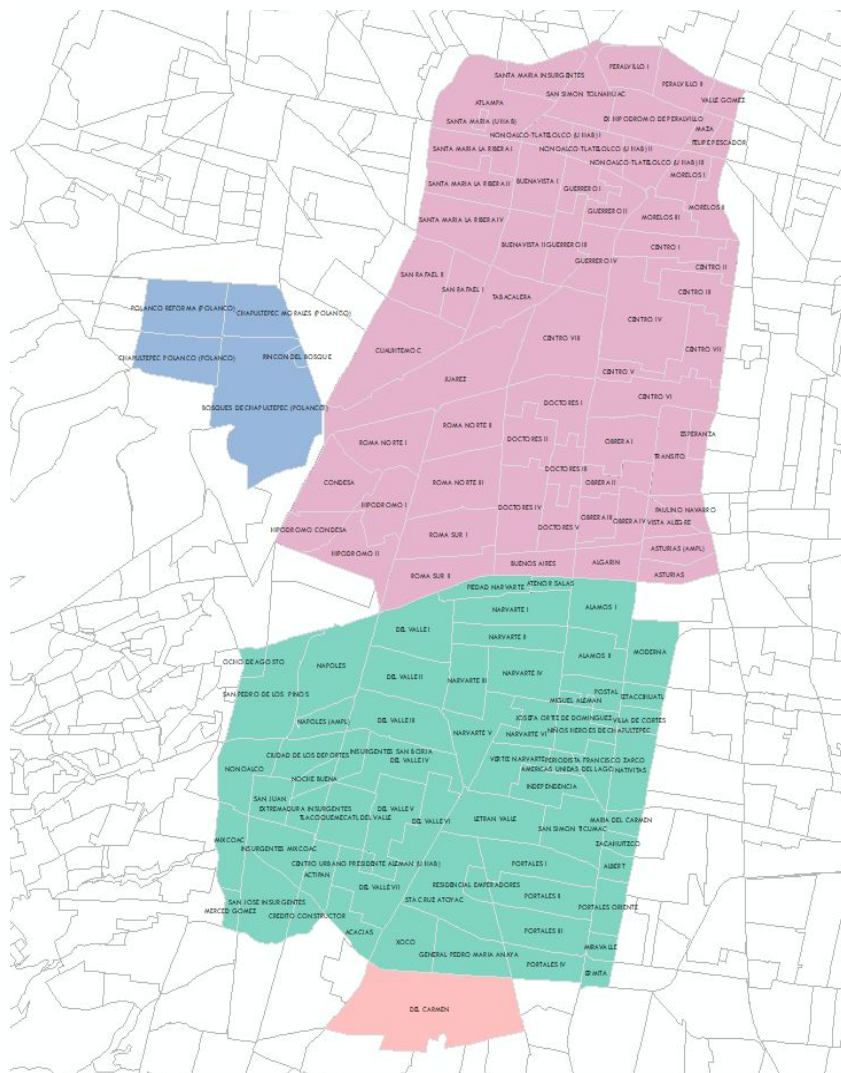 PERALVILLO I
SANTA MARIA INSURGENTES
PERALVILLO II
SAN SIMON TOLNAHUAC
VALLE GOMEZ
ATLAMPA
SANTA MARIA (U HAB)
EX HIPODROMO DE PERALVILLO
MAZA
NONOALCO-TLATELOLCO (U HAB) I
FELIPE PESCADOR
SANTA MARIA LA RIBERA I
NONOALCO-TLATELOLCO (U HAB) II
NONOALCO-TLATELOLCO (U HAB) III
MORELOS I
SANTA MARIA LA RIBERA II
BUENAVISTA I
GUERRERO I
MORELOS II
GUERRERO II
SANTA MARIA LA RIBERA IV
MORELOS III
BUENAVISTA II
GUERRERO III
CENTRO I
GUERRERO IV
CENTRO II
SAN RAFAEL II
SAN RAFAEL I
CENTRO III
TABACALERA
POLANCO REFORMA (POLANCO)
CHAPULTEPEC MORALES (POLANCO)
CENTRO IV
CENTRO VIII
CUAUHTEMOC
CENTRO VII
CHAPULTEPEC POLANCO (POLANCO)
RINCON DEL BOSQUE
CENTRO V
JUAREZ
CENTRO VI
DOCTORES I
BOSQUES DE CHAPULTEPEC (POLANCO)
ROMA NORTE II
ESPERANZA
ROMA NORTE I
DOCTORES II
OBRERA I
TRANSITO
DOCTORES III
CONDESA
ROMA NORTE III
OBRERA II
HIPODROMO I
DOCTORES IV
PAULINO NAVARRO
OBRERA III
OBRERA IV
VISTA ALEGRE
HIPODROMO CONDESA
DOCTORES V
ROMA SUR I
HIPODROMO II
ASTURIAS (AMPL)
BUENOS AIRES
ALGARIN
ROMA SUR II
ASTURIAS
PIEDAD NARVARTE
ATENOR SALAS
NARVARTE I
ALAMOS I
DEL VALLE I
NARVARTE II
OCHO DE AGOSTO
NAPOLES
ALAMOS II
MODERNA
DEL VALLE II
NARVARTE III
NARVARTE IV
SAN PEDRO DE LOS PINOS
POSTAL
IZTACCIHUATL
MIGUEL ALEMAN
NAPOLES (AMPL)
DEL VALLE III
JOSEFA ORTIZ DE DOMINGUEZ
VILLA DE CORTES
NARVARTE V
NARVARTE VI
NIÑOS HEROES DE CHAPULTEPEC
CIUDAD DE LOS DEPORTES
INSURGENTES SAN BORJA
DEL VALLE IV
VERTIZ NARVARTE
PERIODISTA FRANCISCO ZARCO
NONOALCO
AMERICAS UNIDAS DEL LAGO
NATIVITAS
NOCHE BUENA
INDEPENDENCIA
SAN JUAN
EXTREMADURA INSURGENTES
DEL VALLE V
TLACOQUEMECATL DEL VALLE
DEL VALLE VI
LETRAN VALLE
MARIA DEL CARMEN
SAN SIMON TICUMAC
MIXCOAC
ZACAHUITZCO
INSURGENTES MIXCOAC
CENTRO URBANO PRESIDENTE ALEMAN (U HAB)
PORTALES I
ALBERT
ACTIPAN
DEL VALLE VII
RESIDENCIAL EMPERADORES
PORTALES II
SAN JOSE INSURGENTES
STA CRUZ ATOYAC
MERCED GOMEZ
PORTALES ORIENTE
CREDITO CONSTRUCTOR
ACACIAS
PORTALES III
XOCO
MIRAVALLE
GENERAL PEDRO MARIA ANAYA
PORTALES IV
ERMITA
DEL CARMEN